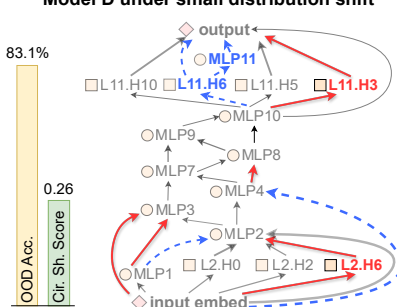 Model D under small distribution shift
output
83.1%
MLP11
L11.H10
L11.H6
L11.H5
L11.H3
MLP10
MLP9
MLP8
MLP7
0.26
MLP4
MLP3
MLP2
OOD Acc.
Cir. Sh. Score
MLP1
L2.H0
L2.H2
L2.H6
input embed